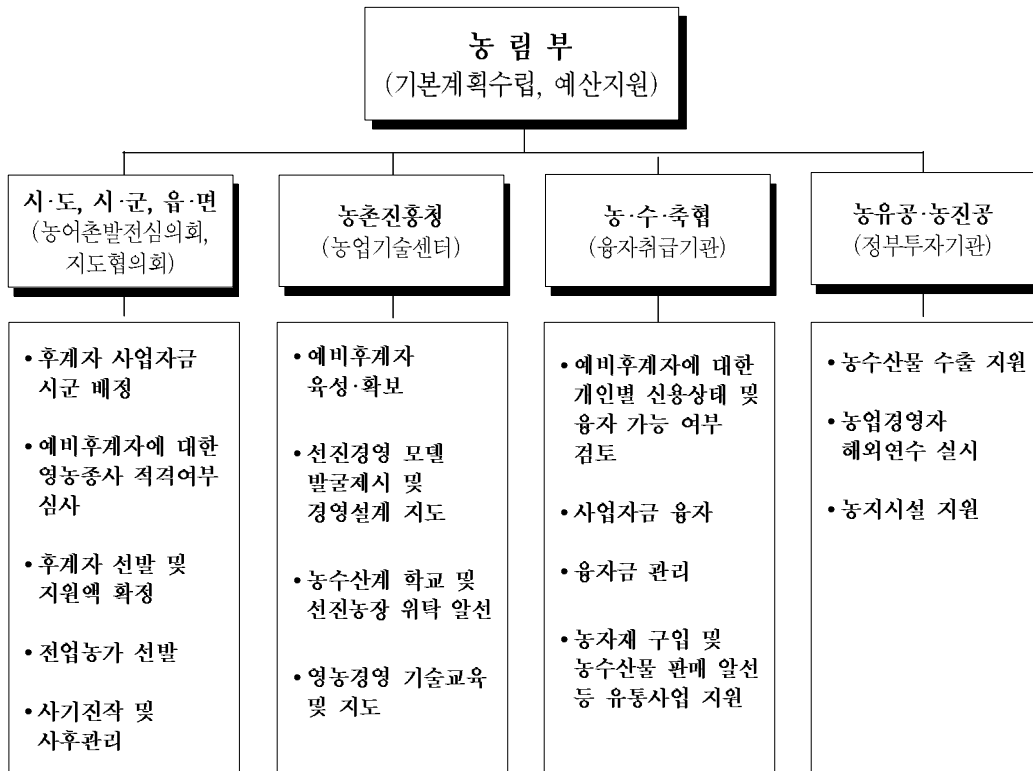 농 림 부
(기본계획수립, 예산지원)
시·도, 시·군, 읍·면
(농어촌발전심의회,
지도협의회)
농촌진흥청
(농업기술센터)
농·수·축협
(융자취급기관)
농유공·농진공
(정부투자기관)
• 후계자 사업자금
시군 배정
• 예비후계자에 대한
영농종사 적격여부
심사
• 후계자 선발 및
지원액 확정
• 전업농가 선발
• 사기진작 및
사후관리
• 예비후계자
육성·확보
• 선진경영 모델
발굴제시 및
경영설계 지도
• 농수산계 학교 및
선진농장 위탁 알선
• 영농경영 기술교육
및 지도
• 예비후계자에 대한
개인별 신용상태 및
융자 가능 여부
검토
• 사업자금 융자
• 융자금 관리
• 농자재 구입 및
농수산물 판매 알선
등 유통사업 지원
• 농수산물 수출 지원
• 농업경영자
해외연수 실시
• 농지시설 지원